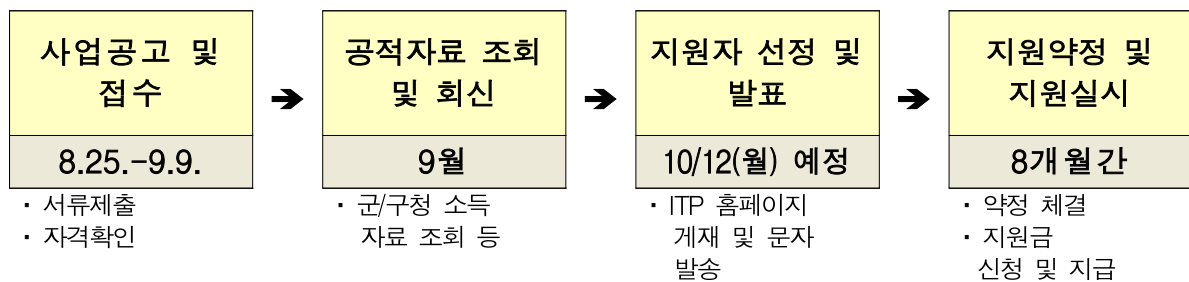 사업공고 및
접수
8.25.-9.9.
· 서류제출
· 자격확인
➔
공적자료 조회
및 회신
9월
· 군/구청 소득
자료 조회 등
➔
지원자 선정 및
발표
10/12(월) 예정
· ITP 홈페이지
게재 및 문자
발송
➔
지원약정 및
지원실시
8개월간
· 약정 체결
· 지원금
신청 및 지급